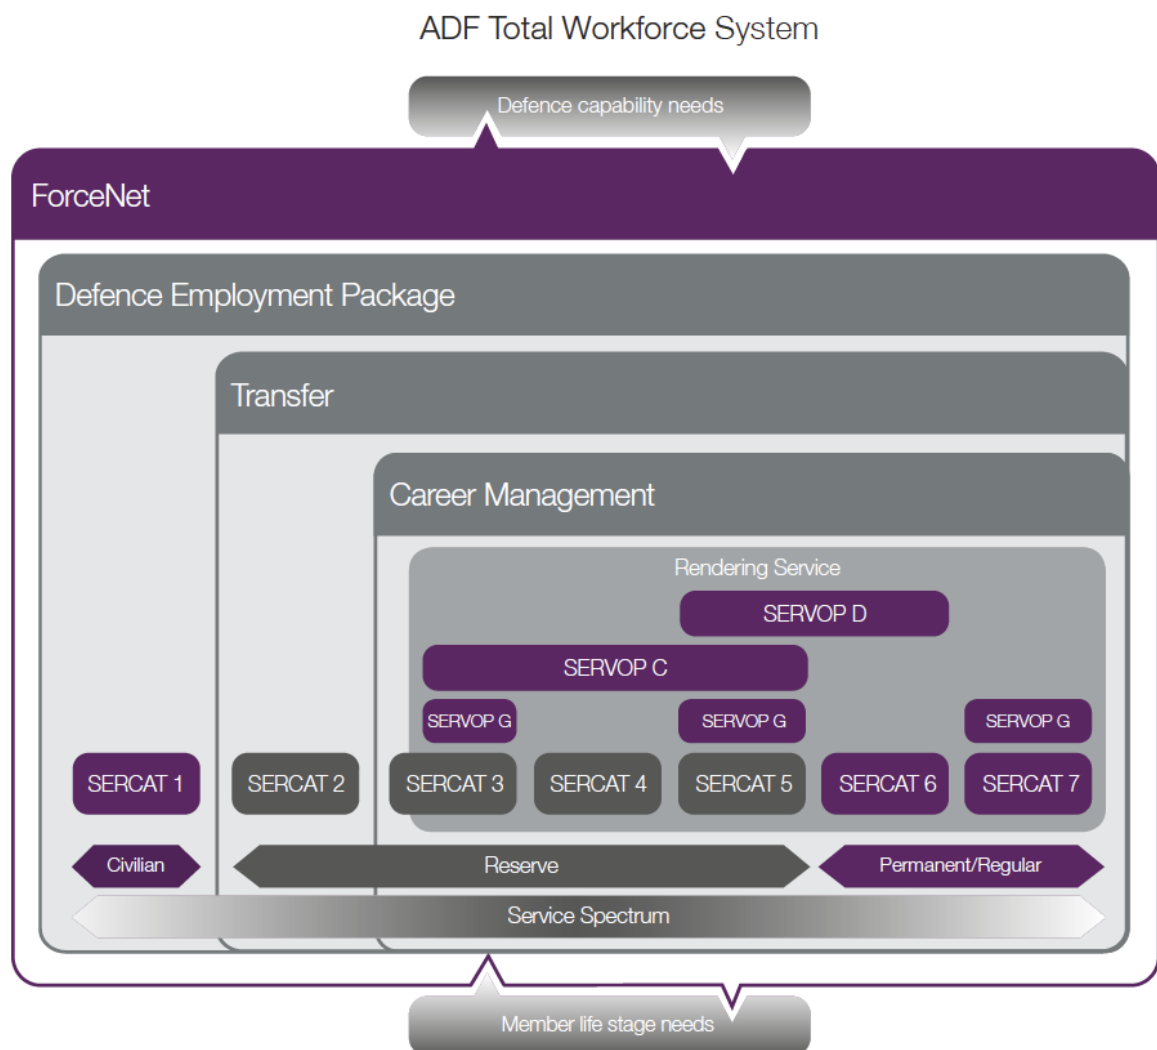 ADF Total Workforce System
Defence capability needs
ForceNet
Defence Employment Package
Transfer
Career Management
Rendering Service
SERVOP D
SERVOP C
SERVOP G SERVOP G SERVOP G
SERCAT 1 SERCAT 2 SERCAT 3 SERCAT 4 SERCAT 5 SERCAT 6 SERCAT 7
Civilian Reserve Permanent/Regular
Service Spectrum
Member life stage needs